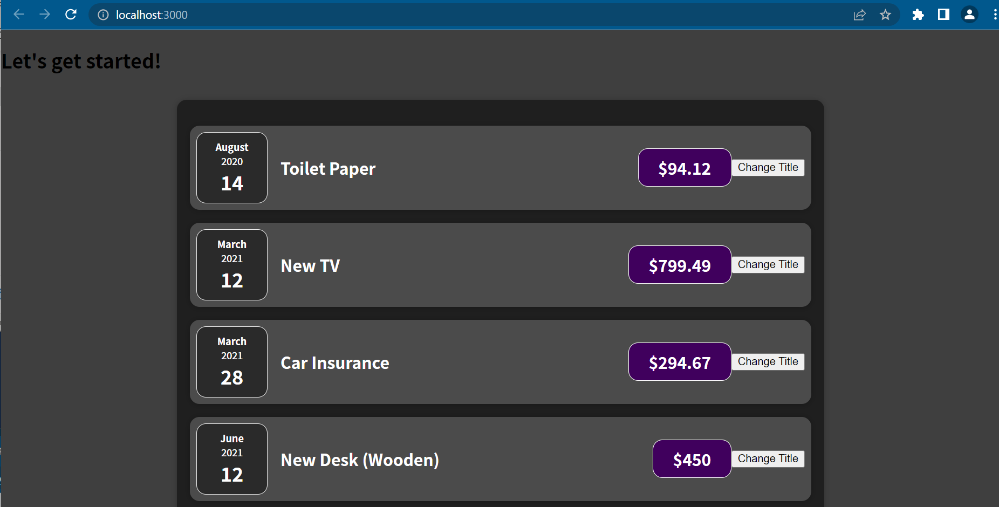 localhost:3000
Let's get started!
August
2020
14
Toilet Paper
$94.12
Change Title
March
2021
12
New TV
$799.49
Change Title
March
2021
28
Car Insurance
$294.67
Change Title
June
2021
12
New Desk (Wooden)
$450
Change Title